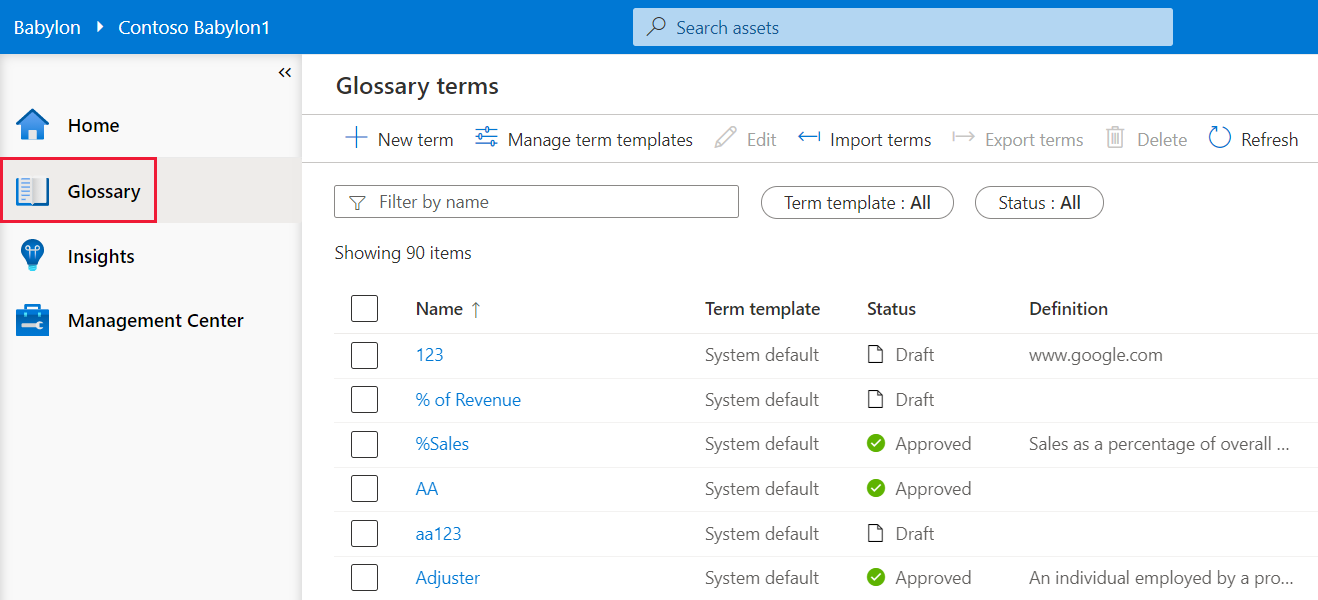 Babylon Contoso Babylon1 Search assets
Home
Glossary
Insights
Management Center
Glossary terms
New term Manage term templates Edit Import terms Export terms Delete Refresh
Filter by name Term template : All Status : All
Showing 90 items
Name ↑ Term template Status Definition
123 System default Draft www.google.com
% of Revenue System default Draft
%Sales System default Approved Sales as a percentage of overall ...
AA System default Approved
aa123 System default Draft
Adjuster System default Approved An individual employed by a pro...